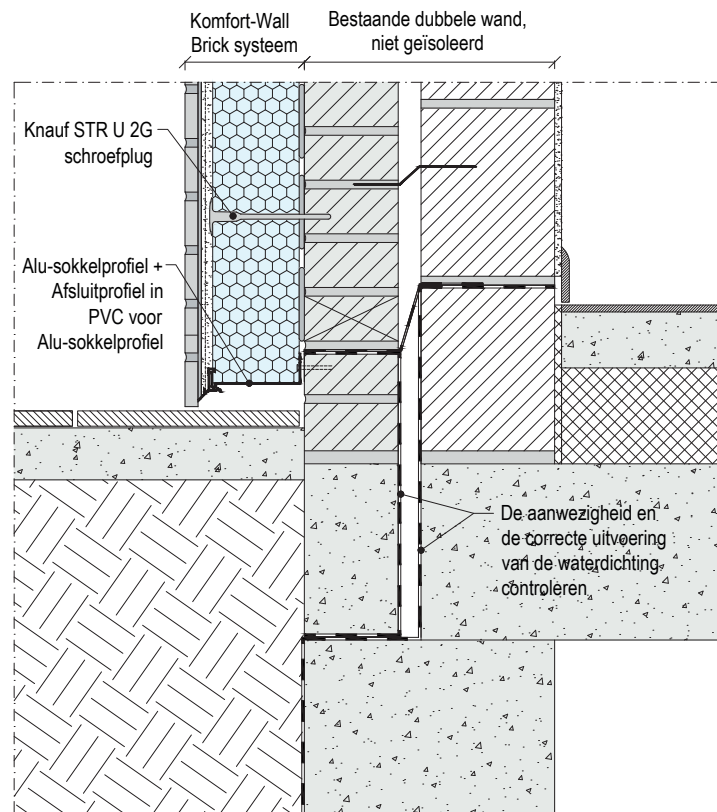 Komfort-Wall
Brick systeem
Bestaande dubbele wand,
niet geïsoleerd
Knauf STR U 2G
schroefplug
Alu-sokkelprofiel +
Afsluitprofiel in
PVC voor
Alu-sokkelprofiel
De aanwezigheid en
de correcte uitvoering
van de waterdichting
controleren